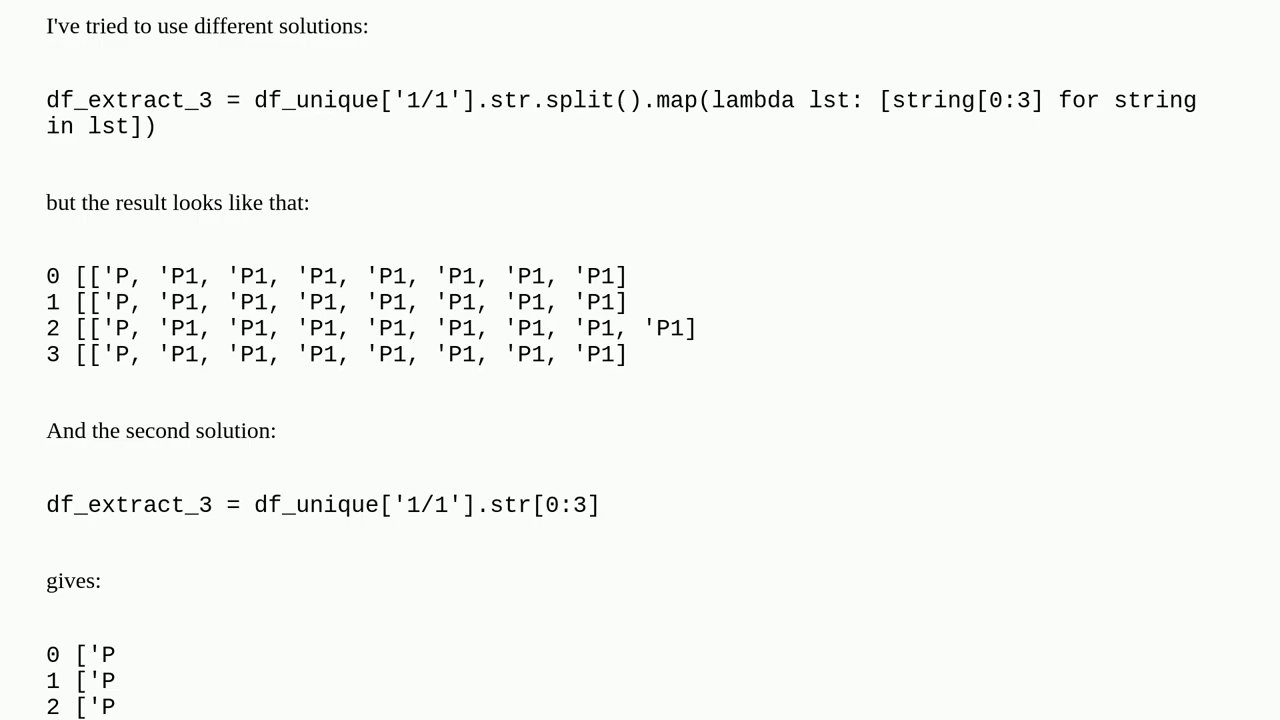 I've tried to use different solutions:
df_extract_3 = df_unique['1/1'].str.split().map(lambda lst: [string[0:3] for string
in lst])
but the result looks like that:
0 [['P, 'P1, 'P1, 'P1, 'P1, 'P1, 'P1, 'P1]
1 [['P, 'P1, 'P1, 'P1, 'P1, 'P1, 'P1, 'P1]
2 [['P, 'P1, 'P1, 'P1, 'P1, 'P1, 'P1, 'P1, 'P1]
3 [['P, 'P1, 'P1, 'P1, 'P1, 'P1, 'P1, 'P1]
And the second solution:
df_extract_3 = df_unique['1/1'].str[0:3]
gives:
0 ['P
1 ['P
2 ['P